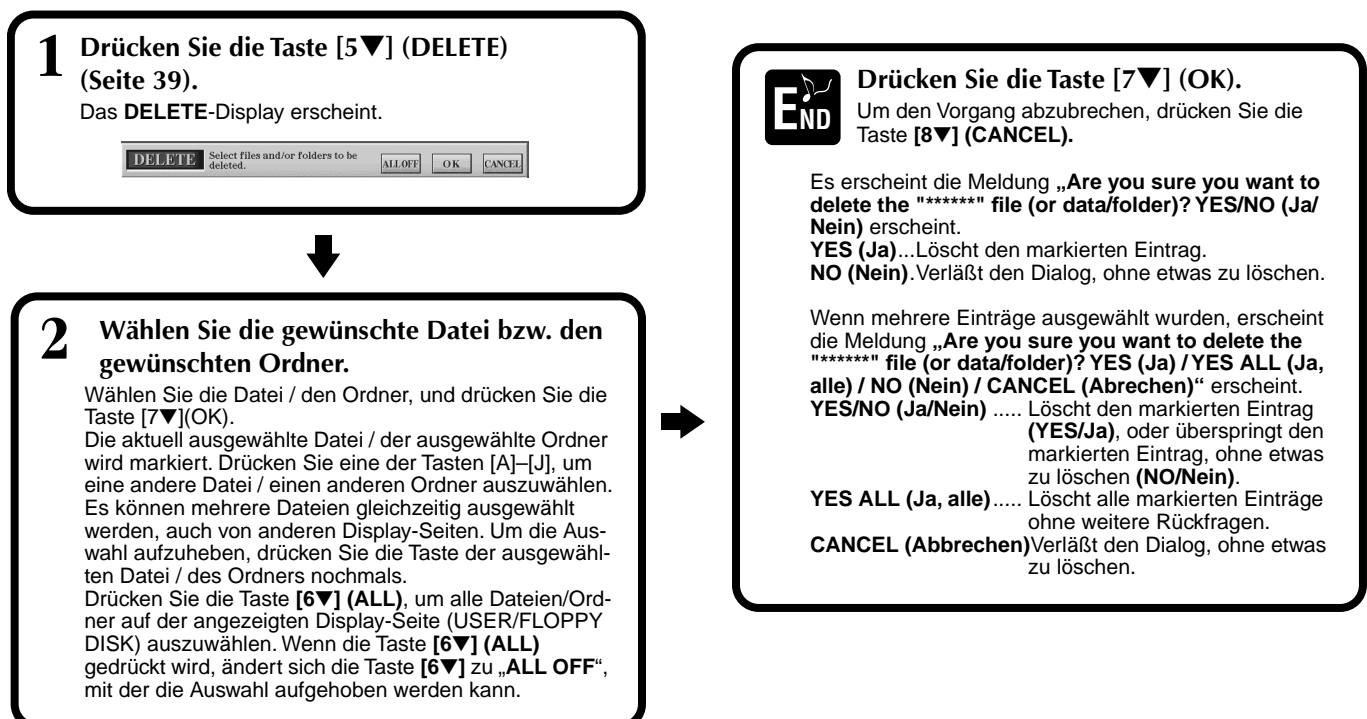 1 Drücken Sie die Taste [5▼] (DELETE)
(Seite 39).
Das DELETE-Display erscheint.
DELETE Select files and/or folders to be
deleted.
ALL OFF OK CANCEL
2 Wählen Sie die gewünschte Datei bzw. den
gewünschten Ordner.
Wählen Sie die Datei / den Ordner, und drücken Sie die
Taste [7▼](OK).
Die aktuell ausgewählte Datei / der ausgewählte Ordner
wird markiert. Drücken Sie eine der Tasten [A]–[J], um
eine andere Datei / einen anderen Ordner auszuwählen.
Es können mehrere Dateien gleichzeitig ausgewählt
werden, auch von anderen Display-Seiten. Um die Aus-
wahl aufzuheben, drücken Sie die Taste der ausgewähl-
ten Datei / des Ordners nochmals.
Drücken Sie die Taste [6▼] (ALL), um alle Dateien/Ord-
ner auf der angezeigten Display-Seite (USER/FLOPPY
DISK) auszuwählen. Wenn die Taste [6▼] (ALL)
gedrückt wird, ändert sich die Taste [6▼] zu „ALL OFF“,
mit der die Auswahl aufgehoben werden kann.
END
Drücken Sie die Taste [7▼] (OK).
Um den Vorgang abzubrechen, drücken Sie die
Taste [8▼] (CANCEL).
Es erscheint die Meldung „Are you sure you want to
delete the "******" file (or data/folder)? YES/NO (Ja/
Nein) erscheint.
YES (Ja)...Löscht den markierten Eintrag.
NO (Nein).Verläßt den Dialog, ohne etwas zu löschen.
Wenn mehrere Einträge ausgewählt wurden, erscheint
die Meldung „Are you sure you want to delete the
"******" file (or data/folder)? YES (Ja) / YES ALL (Ja,
alle) / NO (Nein) / CANCEL (Abrechen)“ erscheint.
YES/NO (Ja/Nein) ..... Löscht den markierten Eintrag
(YES/Ja), oder überspringt den
markierten Eintrag, ohne etwas
zu löschen (NO/Nein).
YES ALL (Ja, alle)..... Löscht alle markierten Einträge
ohne weitere Rückfragen.
CANCEL (Abbrechen)Verläßt den Dialog, ohne etwas
zu löschen.